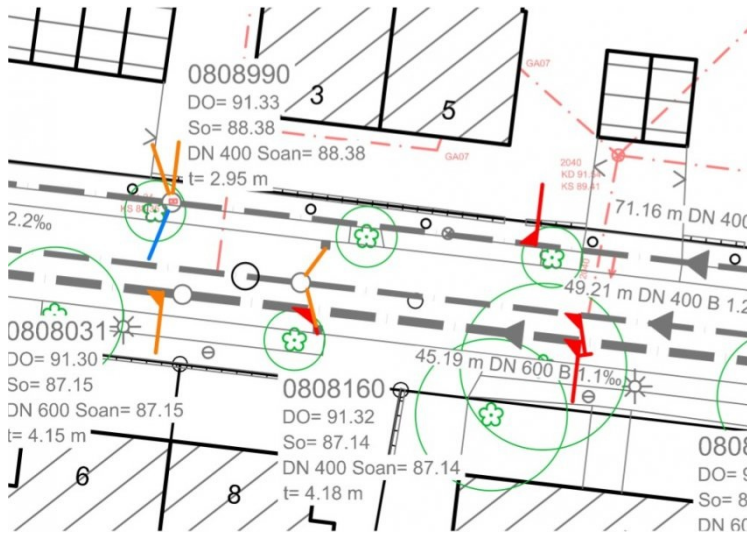 0808990
DO= 91.33
So= 88.38
DN 400 Soan= 88.38
t= 2.95 m
3
5
GA07
GA07
2040
KD 91.54
KS 89.41
71.16 m DN 400
2.2‰
49.21 m DN 400 B 1.2
45.19 m DN 600 B 1.1‰
0808031
DO= 91.30
So= 87.15
DN 600 Soan= 87.15
t= 4.15 m
0808160
DO= 91.32
So= 87.14
DN 400 Soan= 87.14
t= 4.18 m
6
8
080
DO= 9
So= 8
DN 60